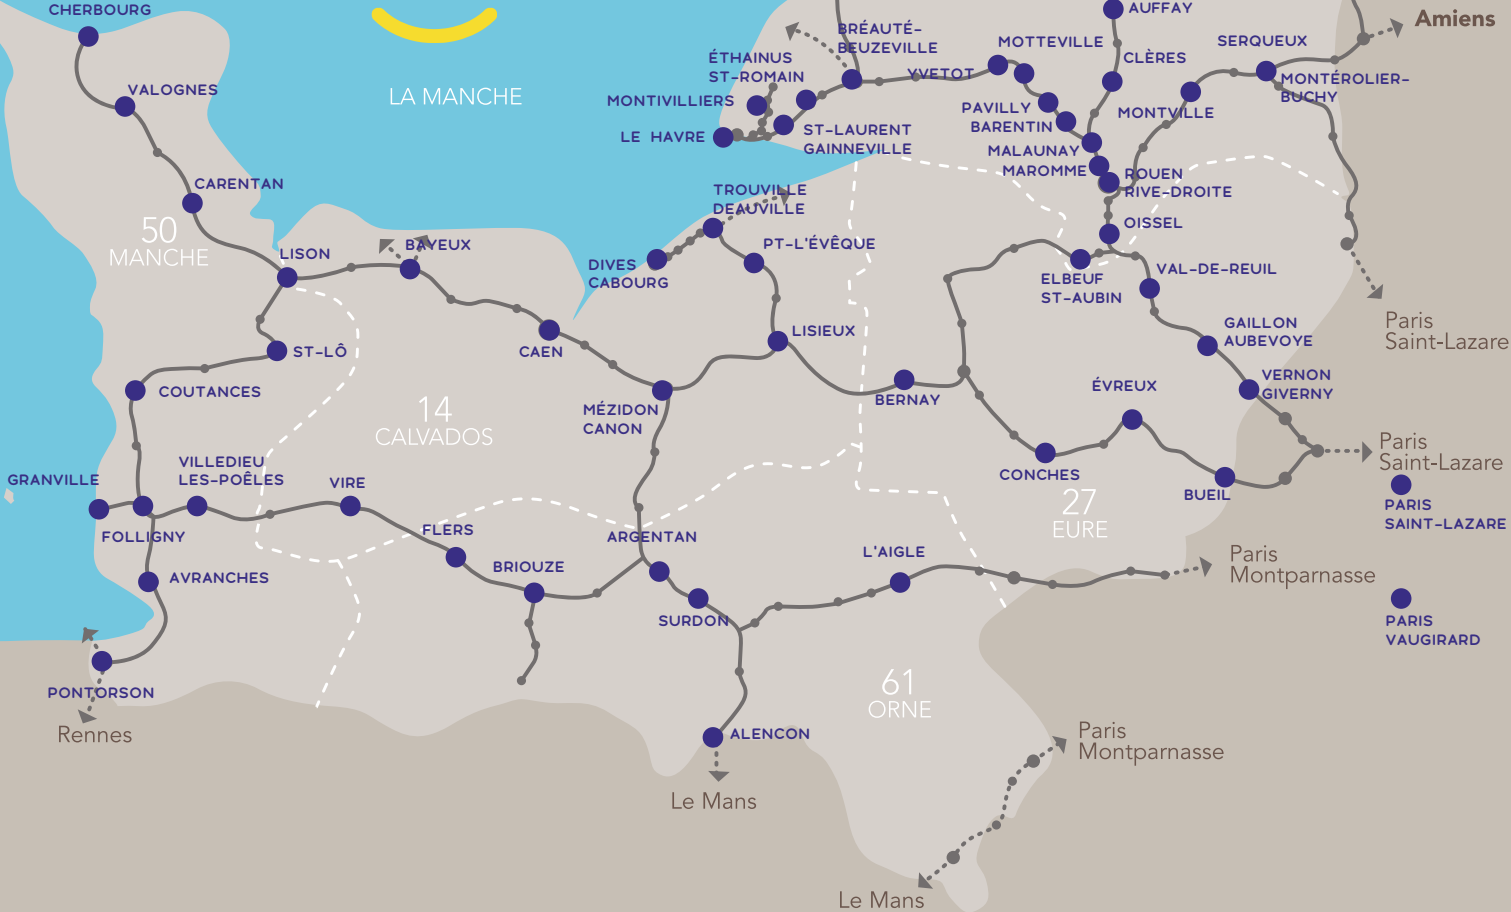 CHERBOURG
AUFFAY
Amiens
BRÉAUTÉ-
BEUZEVILLE
MOTTEVILLE
SERQUEUX
ÉTHAINUS
ST-ROMAIN
YVETOT
CLÈRES
MONTÉROLIER-
BUCHY
VALOGNES
LA MANCHE
MONTIVILLIERS
PAVILLY
BARENTIN
MONTVILLE
LE HAVRE
ST-LAURENT
GAINNEVILLE
MALAUNAY
MAROMME
ROUEN
RIVE-DROITE
CARENTAN
TROUVILLE
DEAUVILLE
OISSEL
50
MANCHE
LISON
BAYEUX
PT-L'ÉVÊQUE
DIVES
CABOURG
ELBEUF
ST-AUBIN
VAL-DE-REUIL
Paris
Saint-Lazare
GAILLON
AUBEVOYE
LISIEUX
ST-LÔ
CAEN
VERNON
GIVERNY
COUTANCES
14
CALVADOS
MÉZIDON
CANON
BERNAY
ÉVREUX
Paris
Saint-Lazare
GRANVILLE
VILLEDIEU
LES-POÊLES
VIRE
CONCHES
BUEIL
27
EURE
PARIS
SAINT-LAZARE
FOLLIGNY
FLERS
ARGENTAN
L'AIGLE
Paris
Montparnasse
AVRANCHES
BRIOUZE
SURDON
PARIS
VAUGIRARD
PONTORSON
Rennes
61
ORNE
ALENCON
Paris
Montparnasse
Le Mans
Le Mans